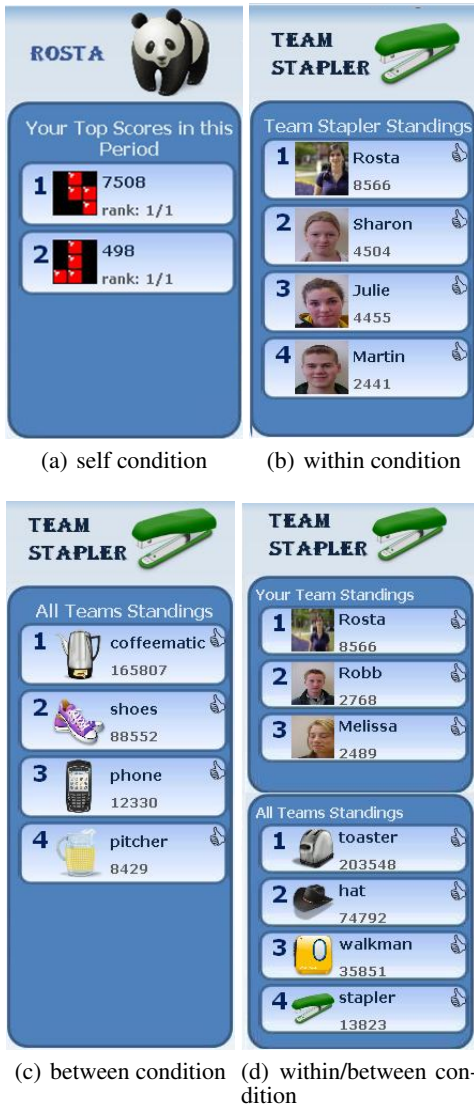 ROSTA
Your Top Scores in this
Period
1
7508
rank: 1/1
2
498
rank: 1/1
(a) self condition
TEAM
STAPLER
Team Stapler Standings
1 Rosta
8566
2 Sharon
4504
3 Julie
4455
4 Martin
2441
(b) within condition
TEAM
STAPLER
All Teams Standings
1 coffeematic
165807
2 shoes
88552
3 phone
12330
4 pitcher
8429
(c) between condition
TEAM
STAPLER
Your Team Standings
1 Rosta
8566
2 Robb
2768
3 Melissa
2489
All Teams Standings
1 toaster
203548
2 hat
74792
3 walkman
35851
4 stapler
13823
(d) within/between con-
dition